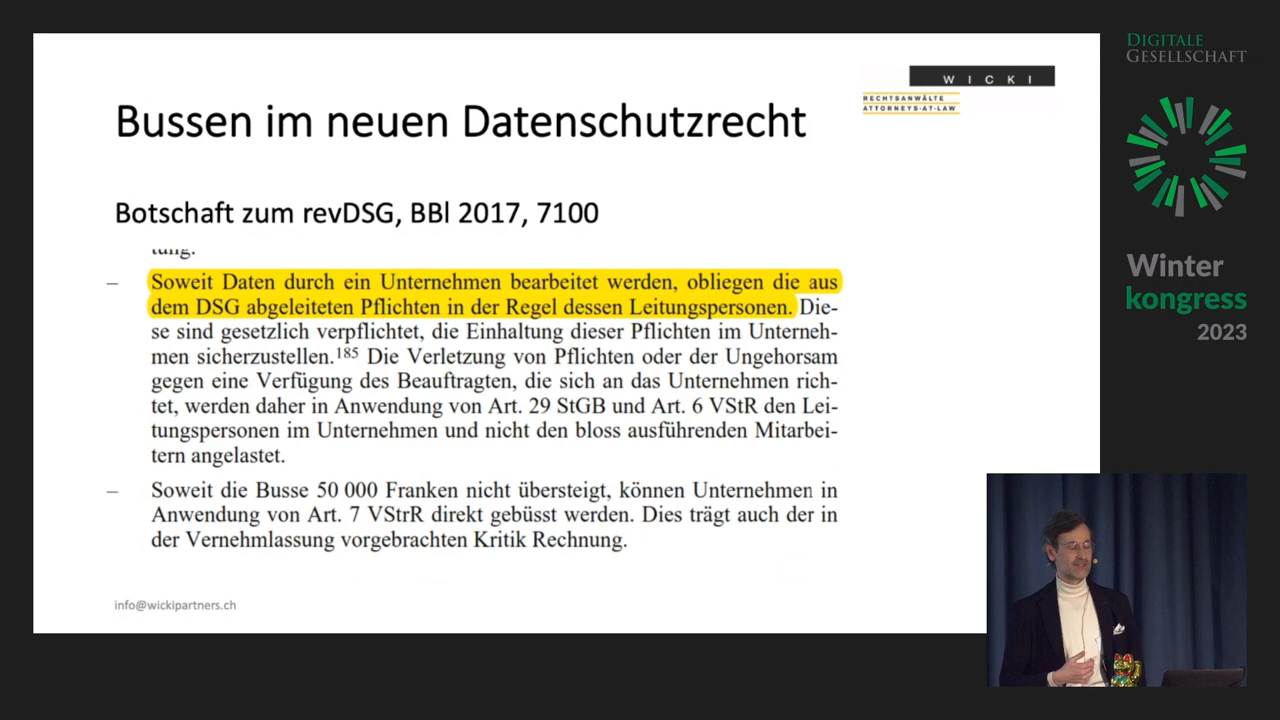 DIGITALE
GESELLSCHAFT
WICKI
RECHTSANWÄLTE
ATTORNEYS-AT-LAW
Bussen im neuen Datenschutzrecht
Botschaft zum revDSG, BBl 2017, 7100
tung.
– Soweit Daten durch ein Unternehmen bearbeitet werden, obliegen die aus
dem DSG abgeleiteten Pflichten in der Regel dessen Leitungspersonen. Die-
se sind gesetzlich verpflichtet, die Einhaltung dieser Pflichten im Unterneh-
men sicherzustellen.185 Die Verletzung von Pflichten oder der Ungehorsam
gegen eine Verfügung des Beauftragten, die sich an das Unternehmen rich-
tet, werden daher in Anwendung von Art. 29 StGB und Art. 6 VStR den Lei-
tungspersonen im Unternehmen und nicht den bloss ausführenden Mitarbei-
tern angelastet.
– Soweit die Busse 50 000 Franken nicht übersteigt, können Unternehmen in
Anwendung von Art. 7 VStrR direkt gebüsst werden. Dies trägt auch der in
der Vernehmlassung vorgebrachten Kritik Rechnung.
info@wickipartners.ch
Winter
kongress
2023